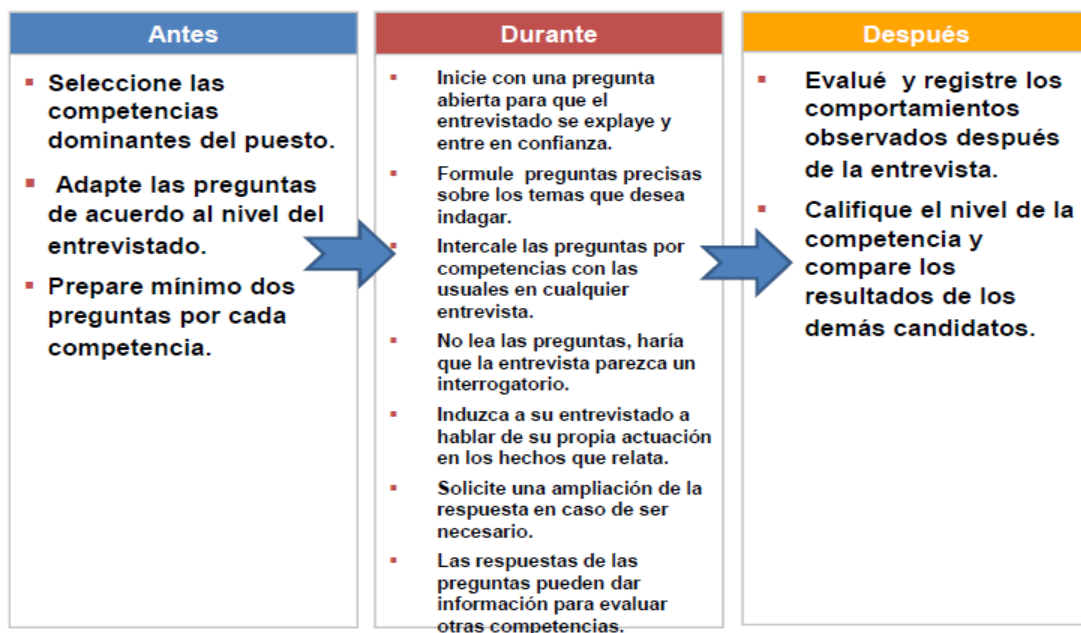 Antes
Seleccione las
competencias
dominantes del puesto.
Adapte las preguntas
de acuerdo al nivel del
entrevistado.
Prepare mínimo dos
preguntas por cada
competencia.
Durante
Inicie con una pregunta
abierta para que el
entrevistado se explaye y
entre en confianza.
Formule preguntas precisas
sobre los temas que desea
indagar.
Intercale las preguntas por
competencias con las
usuales en cualquier
entrevista.
No lea las preguntas, haría
que la entrevista parezca un
interrogatorio.
Induzca a su entrevistado a
hablar de su propia actuación
en los hechos que relata.
Solicite una ampliación de la
respuesta en caso de ser
necesario.
Las respuestas de las
preguntas pueden dar
información para evaluar
otras competencias.
Después
Evalué y registre los
comportamientos
observados después
de la entrevista.
Califique el nivel de la
competencia y
compare los
resultados de los
demás candidatos.